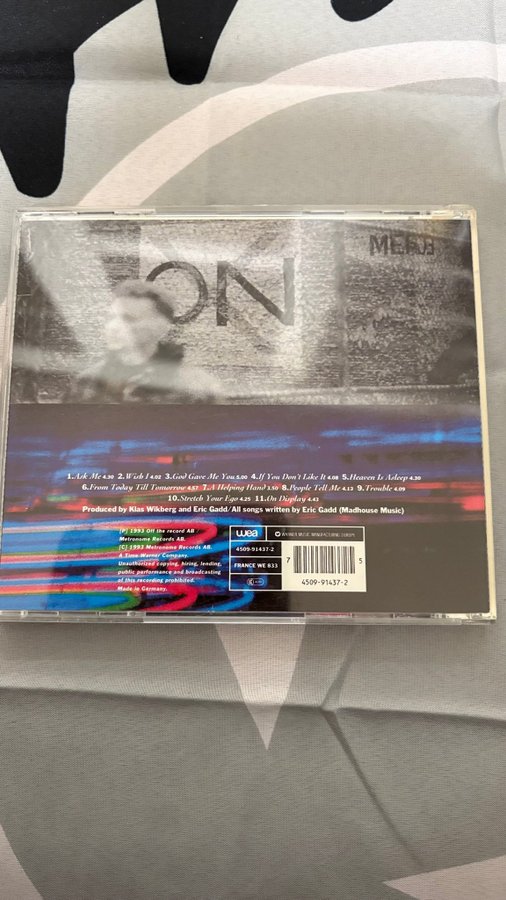 ON
1.Ask Me 4.30 2.Wish I 4.02 3.God Gave Me You 5.00 4.If You Don't Like It 4.08 5.Heaven Is Asleep 4.30
6.From Today Till Tomorrow 4.57 7.A Helping Hand 3.50 8.People Tell Me 4.13 9.Trouble 4.09
10.Stretch Your Ego 4.25 11.On Display 4.43
Produced by Klas Wikberg and Eric Gadd/All songs written by Eric Gadd (Madhouse Music)
[P] 1993 Off the record AB
Metronome Records AB.
[C] 1993 Metronome Records AB.
A Time Warner Company.
Unauthorized copying, hiring, lending,
public performance and broadcasting
of this recording prohibited.
Made in Germany.
wea
WARNER MUSIC MANUFACTURING EUROPE
4509-91437-2
FRANCE WE 833
7
5
4509-91437-2